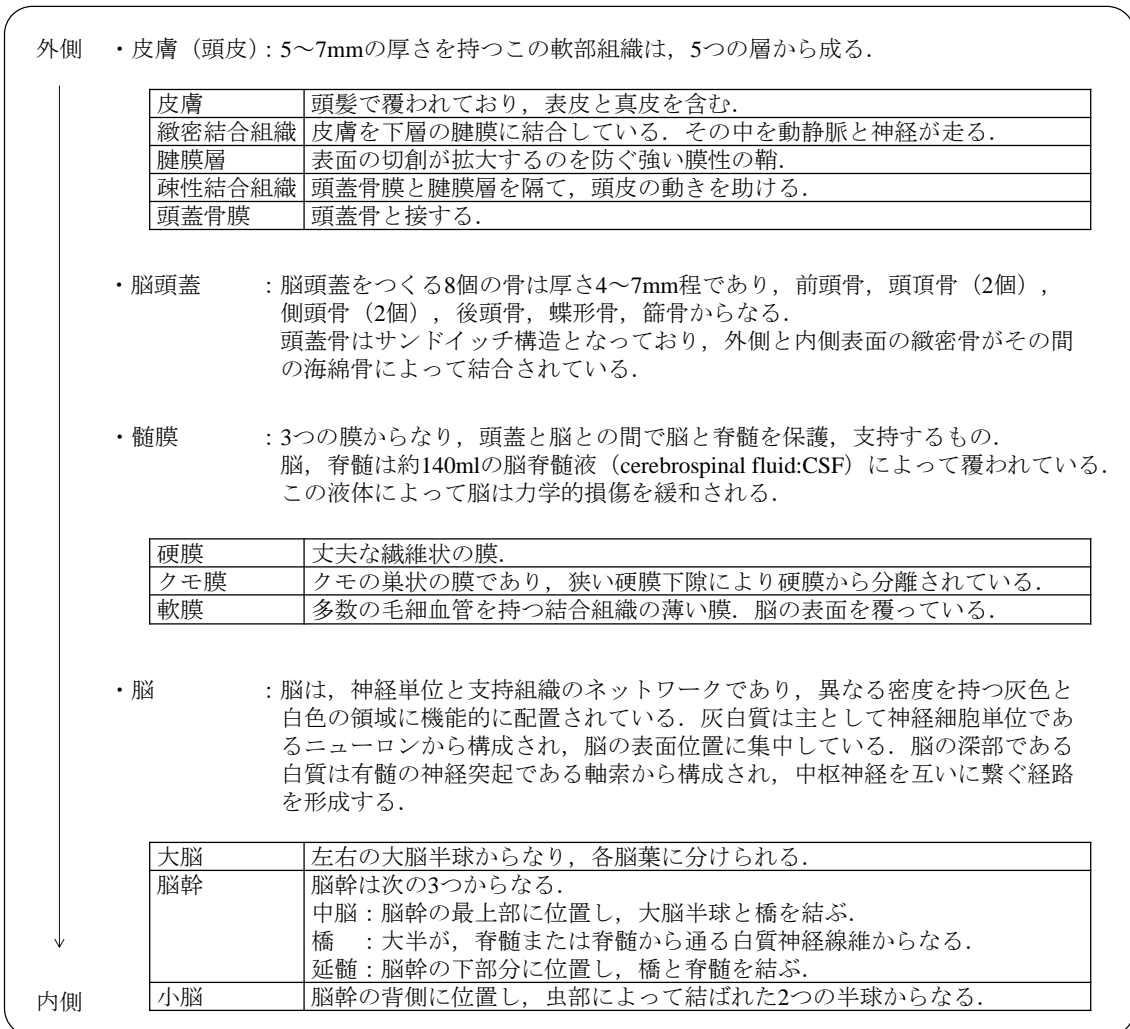 外側 ・皮膚（頭皮）：5～7mmの厚さを持つこの軟部組織は，5つの層から成る．
皮膚 頭髪で覆われており，表皮と真皮を含む．
緻密結合組織 皮膚を下層の腱膜に結合している．その中を動静脈と神経が走る．
腱膜層 表面の切創が拡大するのを防ぐ強い膜性の鞘．
疎性結合組織 頭蓋骨膜と腱膜層を隔て，頭皮の動きを助ける．
頭蓋骨膜 頭蓋骨と接する．
・脳頭蓋 ：脳頭蓋をつくる8個の骨は厚さ4～7mm程であり，前頭骨，頭頂骨（2個），
側頭骨（2個），後頭骨，蝶形骨，篩骨からなる．
頭蓋骨はサンドイッチ構造となっており，外側と内側表面の緻密骨がその間
の海綿骨によって結合されている．
・髄膜 ：3つの膜からなり，頭蓋と脳との間で脳と脊髄を保護，支持するもの．
脳，脊髄は約140mlの脳脊髄液（cerebrospinal fluid:CSF）によって覆われている．
この液体によって脳は力学的損傷を緩和される．
硬膜 丈夫な繊維状の膜．
クモ膜 クモの巣状の膜であり，狭い硬膜下隙により硬膜から分離されている．
軟膜 多数の毛細血管を持つ結合組織の薄い膜．脳の表面を覆っている．
・脳 ：脳は，神経単位と支持組織のネットワークであり，異なる密度を持つ灰色と
白色の領域に機能的に配置されている．灰白質は主として神経細胞単位であ
るニューロンから構成され，脳の表面位置に集中している．脳の深部である
白質は有髄の神経突起である軸索から構成され，中枢神経を互いに繋ぐ経路
を形成する．
大脳 左右の大脳半球からなり，各脳葉に分けられる．
脳幹 脳幹は次の3つからなる．
中脳：脳幹の最上部に位置し，大脳半球と橋を結ぶ．
橋 ：大半が，脊髄または脊髄から通る白質神経線維からなる．
延髄：脳幹の下部分に位置し，橋と脊髄を結ぶ．
内側 小脳 脳幹の背側に位置し，虫部によって結ばれた2つの半球からなる．